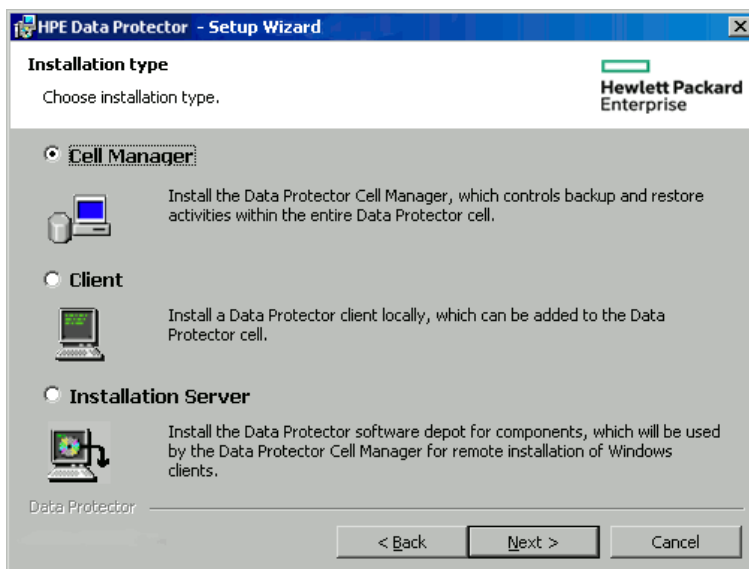 HPE Data Protector - Setup Wizard
Installation type
Choose installation type.
Hewlett Packard
Enterprise
Cell Manager
Install the Data Protector Cell Manager, which controls backup and restore
activities within the entire Data Protector cell.
Client
Install a Data Protector client locally, which can be added to the Data
Protector cell.
Installation Server
Install the Data Protector software depot for components, which will be used
by the Data Protector Cell Manager for remote installation of Windows
clients.
Data Protector
< Back
Next >
Cancel